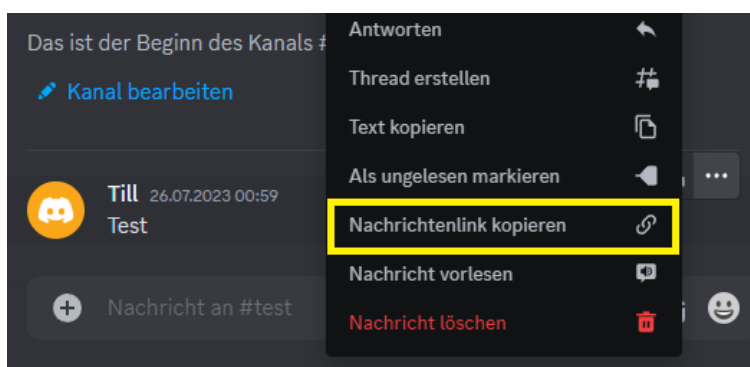 Das ist der Beginn des Kanals #
Kanal bearbeiten
Till 26.07.2023 00:59
Test
Nachricht an #test
Antworten
Thread erstellen
Text kopieren
Als ungelesen markieren
Nachrichtenlink kopieren
Nachricht vorlesen
Nachricht löschen